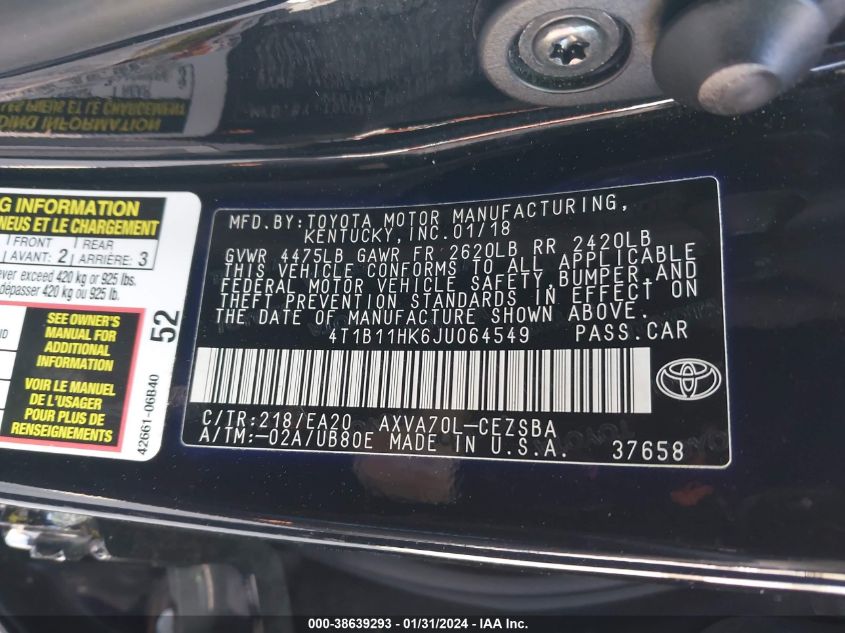 G INFORMATION
NEUS ET LE CHARGEMENT
FRONT
AVANT: 2
REAR
ARRIÈRE: 3
ever exceed 420 kg or 925 lbs.
dépasser 420 kg ou 925 lb.
SEE OWNER'S
MANUAL FOR
ADDITIONAL
INFORMATION
VOIR LE MANUEL
DE L'USAGER
POUR PLUS DE
RENSEIGNEMENTS
52
42661-06B40
MFD.BY:TOYOTA MOTOR MANUFACTURING,
KENTUCKY,INC.01/18
GVWR 4475LB GAWR FR 2620LB RR 2420LB
THIS VEHICLE CONFORMS TO ALL APPLICABLE
FEDERAL MOTOR VEHICLE SAFETY,BUMPER,AND
THEFT PREVENTION STANDARDS IN EFFECT ON
THE DATE OF MANUFACTURE SHOWN ABOVE.
4T1B11HK6JU064549 PASS.CAR
C/TR:218/EA20 AXVA70L-CEZSBA
A/TM:-02A/UB80E MADE IN U.S.A. 37658
000-38639293 - 01/31/2024 - IAA Inc.